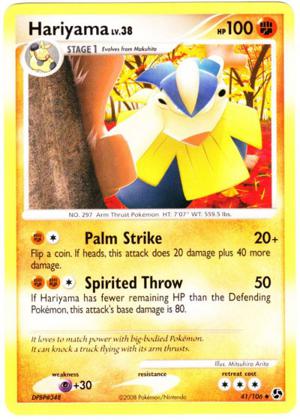 Hariyama LV.38
HP 100
STAGE 1 Evolves from Makuhita
NO. 297 Arm Thrust Pokémon HT: 7'07" WT: 559.5 lbs.
Palm Strike 20+
Flip a coin. If heads, this attack does 20 damage plus 40 more
damage.
Spirited Throw 50
If Hariyama has fewer remaining HP than the Defending
Pokémon, this attack's base damage is 80.
It loves to match power with big-bodied Pokémon.
It can knock a truck flying with its arm thrusts.
Illus. Mitsuhiro Arita
weakness resistance retreat cost
+30
DPBP#348 ©2008 Pokémon/Nintendo 41/106